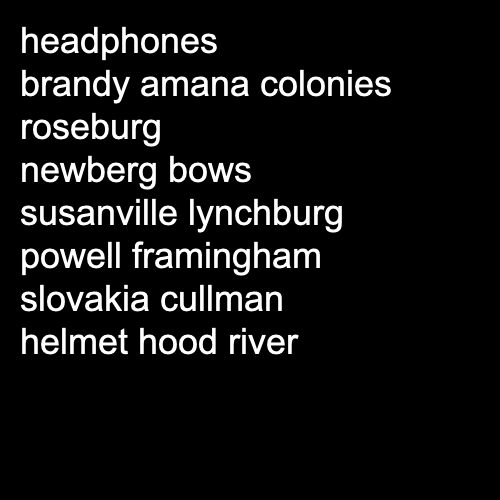 headphones
brandy amana colonies
roseburg
newberg bows
susanville lynchburg
powell framingham
slovakia cullman
helmet hood river